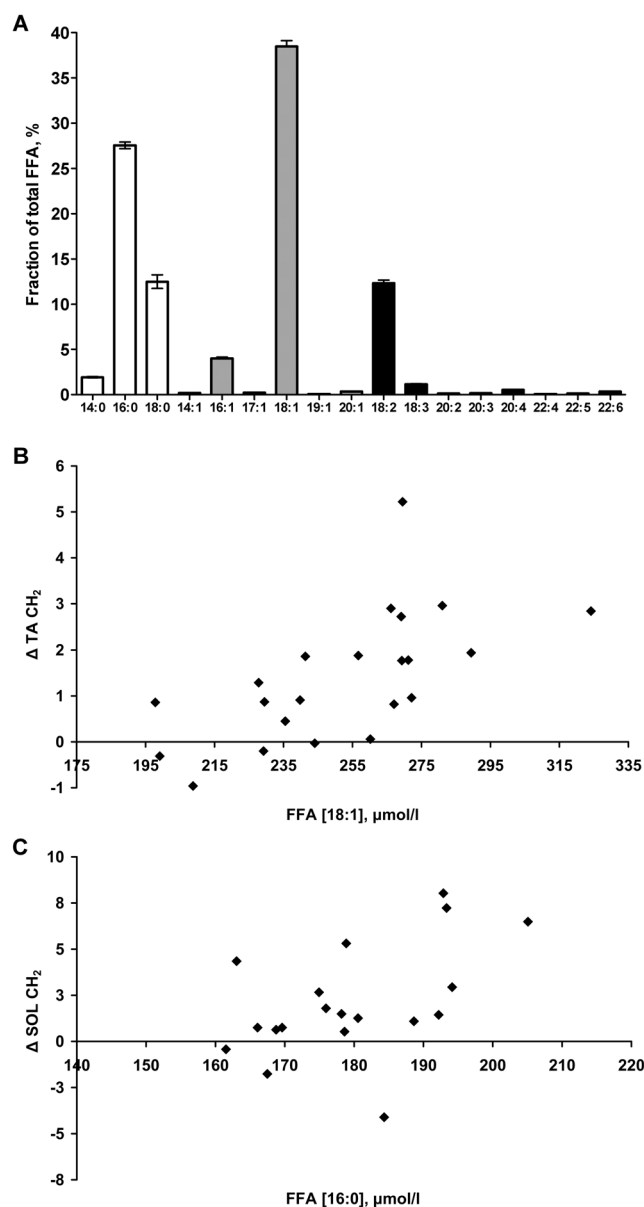 A
40
35
30
25
20
15
10
5
0
Fraction of total FFA, %
14:0 16:0 18:0 14:1 16:1 17:1 18:1 19:1 20:1 18:2 18:3 20:2 20:3 20:4 22:4 22:5 22:6
B
6
5
4
3
2
1
0
-1
Δ TA CH₂
175 195 215 235 255 275 295 315 335
FFA [18:1], µmol/l
C
10
8
5
3
0
-3
-5
-8
Δ SOL CH₂
140 150 160 170 180 190 200 210 220
FFA [16:0], µmol/l